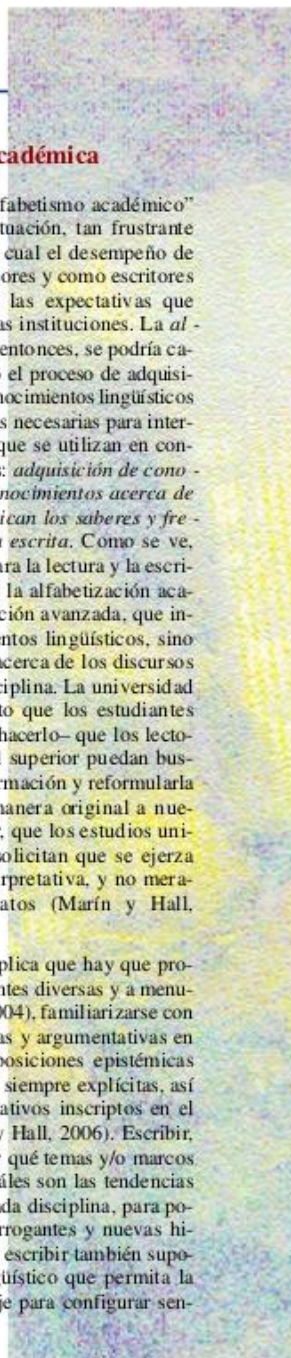 cadémica
fabetismo académico”
tuación, tan frustrante
cual el desempeño de
ores y como escritores
las expectativas que
as instituciones. La al -
entonces, se podría ca-
o el proceso de adquisi-
nocimientos lingüísticos
s necesarias para inter-
que se utilizan en con-
s: adquisición de cono -
nocimientos acerca de
ican los saberes y fre -
a escrita. Como se ve,
ara la lectura y la escri-
la alfabetización aca-
ción avanzada, que in-
entos lingüísticos, sino
acerca de los discursos
ciplina. La universidad
to que los estudiantes
hacerlo– que los lecto-
l superior puedan bus-
rmación y reformularla
manera original a nue-
r, que los estudios uni-
solicitan que se ejerza
rpretativa, y no mera-
atos (Marín y Hall,
plica que hay que pro-
ntes diversas y a menu-
004), familiarizarse con
as y argumentativas en
posiciones epistémicas
siempre explícitas, así
ativos inscriptos en el
y Hall, 2006). Escribir,
r qué temas y/o marcos
áles son las tendencias
ada disciplina, para po-
rrogantes y nuevas hi-
escribir también supo-
güístico que permita la
je para configurar sen-